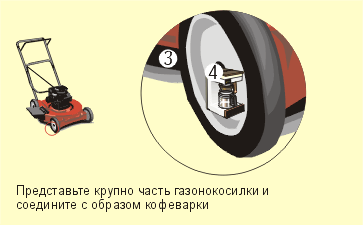 3
4
Представьте крупно часть газонокосилки и
соедините с образом кофеварки